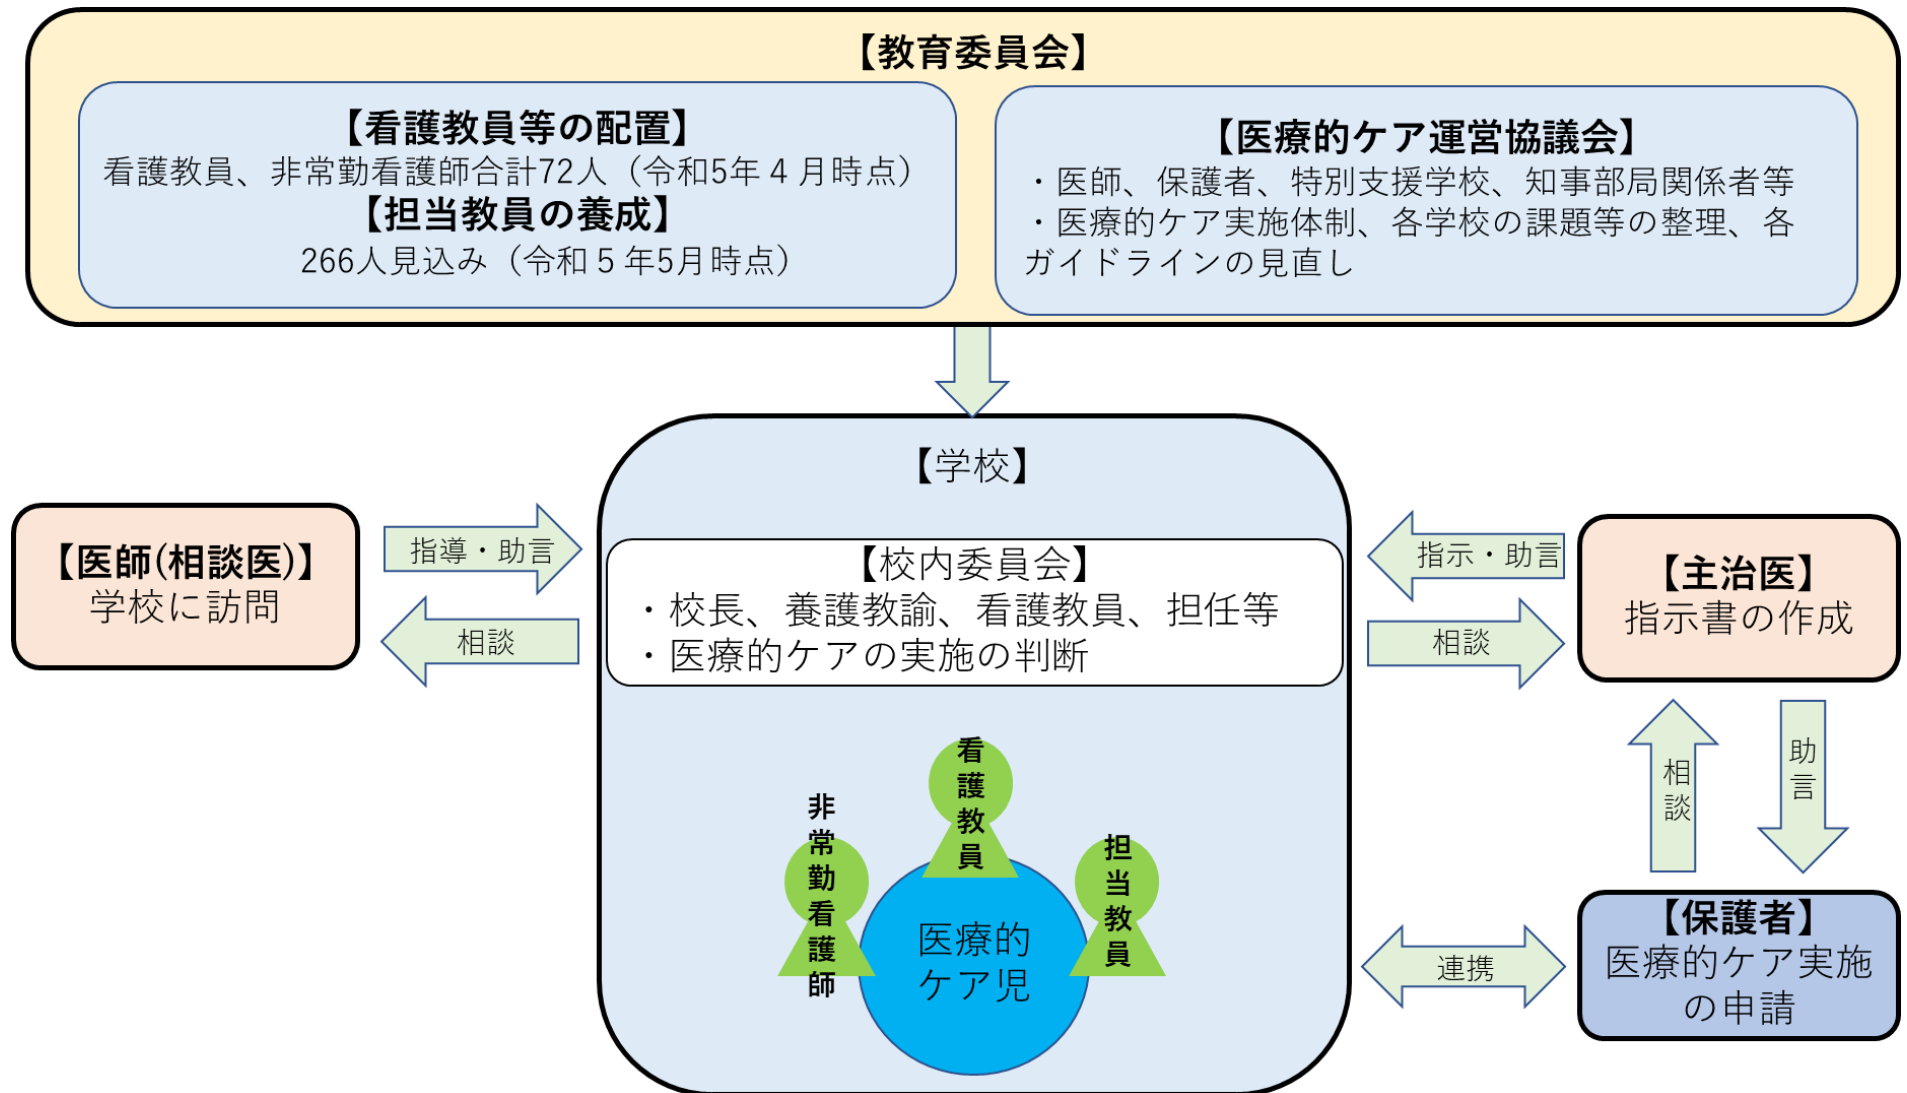 【教育委員会】
【看護教員等の配置】
看護教員、非常勤看護師合計72人（令和5年４月時点）
【担当教員の養成】
266人見込み（令和５年5月時点）
【医療的ケア運営協議会】
・医師、保護者、特別支援学校、知事部局関係者等
・医療的ケア実施体制、各学校の課題等の整理、各
ガイドラインの見直し
【学校】
【医師(相談医)】
学校に訪問
指導・助言
相談
【校内委員会】
・校長、養護教諭、看護教員、担任等
・医療的ケアの実施の判断
指示・助言
相談
【主治医】
指示書の作成
相談
助言
非常勤看護師
看護教員
担当教員
医療的
ケア児
連携
【保護者】
医療的ケア実施
の申請